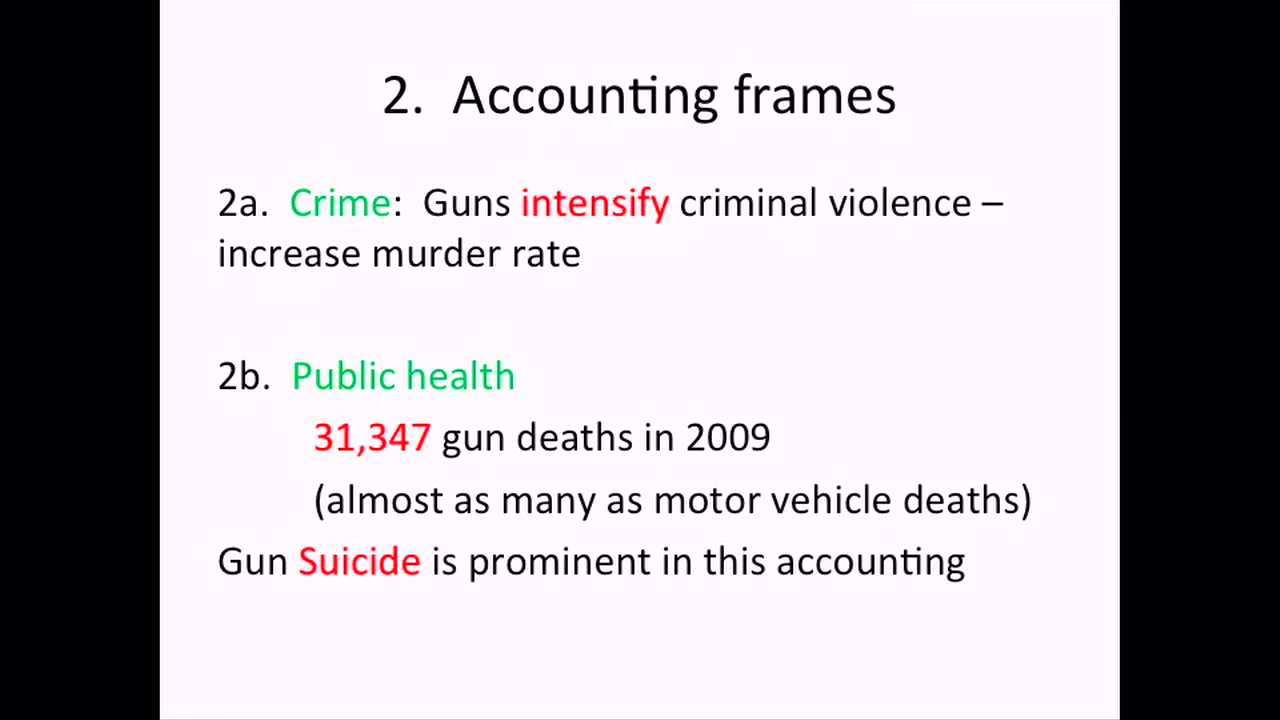 2. Accounting frames
2a. Crime: Guns intensify criminal violence –
increase murder rate
2b. Public health
31,347 gun deaths in 2009
(almost as many as motor vehicle deaths)
Gun Suicide is prominent in this accounting